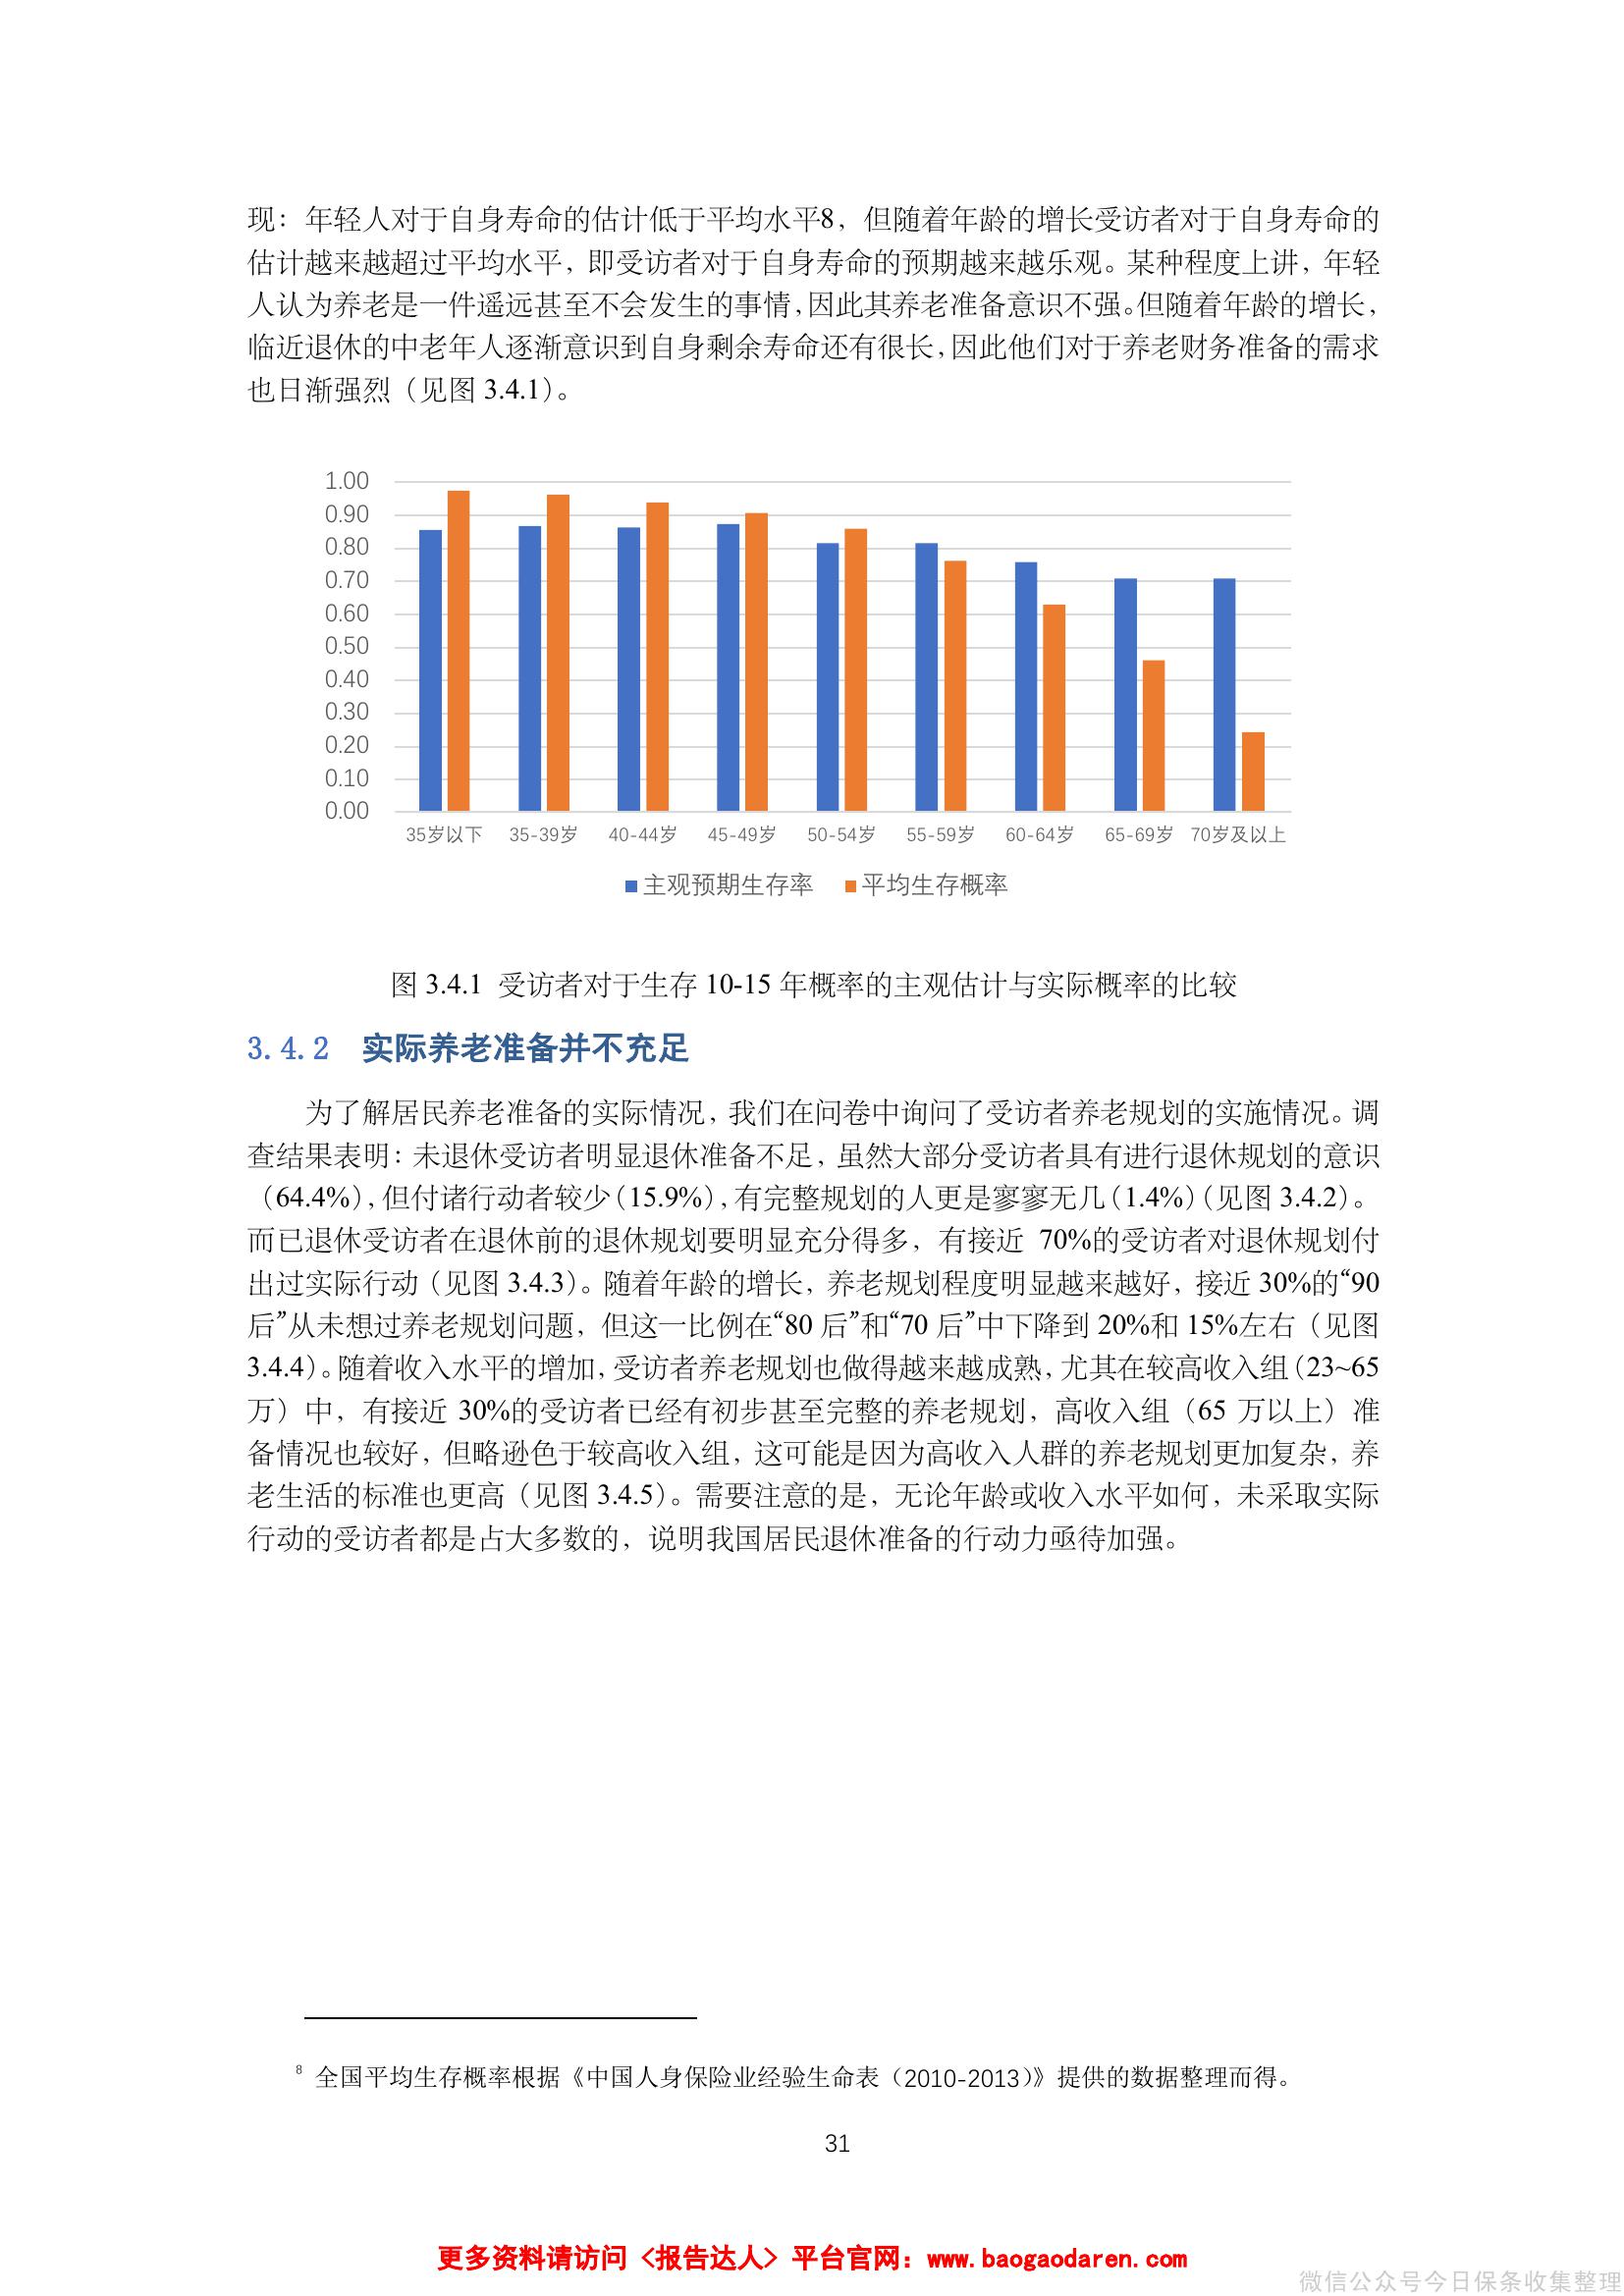 现：年轻人对于自身寿命的估计低于平均水平8，但随着年龄的增长受访者对于自身寿命的
估计越来越超过平均水平，即受访者对于自身寿命的预期越来越乐观。某种程度上讲，年轻
人认为养老是一件遥远甚至不会发生的事情，因此其养老准备意识不强。但随着年龄的增长，
临近退休的中老年人逐渐意识到自身剩余寿命还有很长，因此他们对于养老财务准备的需求
也日渐强烈（见图 3.4.1）。
1.00
0.90
0.80
0.70
0.60
0.50
0.40
0.30
0.20
0.10
0.00
35岁以下 35-39岁 40-44岁 45-49岁 50-54岁 55-59岁 60-64岁 65-69岁 70岁及以上
主观预期生存率 平均生存概率
图 3.4.1 受访者对于生存 10-15 年概率的主观估计与实际概率的比较
3.4.2 实际养老准备并不充足
为了解居民养老准备的实际情况，我们在问卷中询问了受访者养老规划的实施情况。调
查结果表明：未退休受访者明显退休准备不足，虽然大部分受访者具有进行退休规划的意识
（64.4%），但付诸行动者较少（15.9%），有完整规划的人更是寥寥无几（1.4%）（见图 3.4.2）。
而已退休受访者在退休前的退休规划要明显充分得多，有接近 70%的受访者对退休规划付
出过实际行动（见图 3.4.3）。随着年龄的增长，养老规划程度明显越来越好，接近 30%的“90
后”从未想过养老规划问题，但这一比例在“80 后”和“70 后”中下降到 20%和 15%左右（见图
3.4.4）。随着收入水平的增加，受访者养老规划也做得越来越成熟，尤其在较高收入组（23~65
万）中，有接近 30%的受访者已经有初步甚至完整的养老规划，高收入组（65 万以上）准
备情况也较好，但略逊色于较高收入组，这可能是因为高收入人群的养老规划更加复杂，养
老生活的标准也更高（见图 3.4.5）。需要注意的是，无论年龄或收入水平如何，未采取实际
行动的受访者都是占大多数的，说明我国居民退休准备的行动力亟待加强。
8 全国平均生存概率根据《中国人身保险业经验生命表（2010-2013）》提供的数据整理而得。
31
更多资料请访问《报告达人》平台官网：www.baogaodaren.com
微信公众号今日保条收集整理